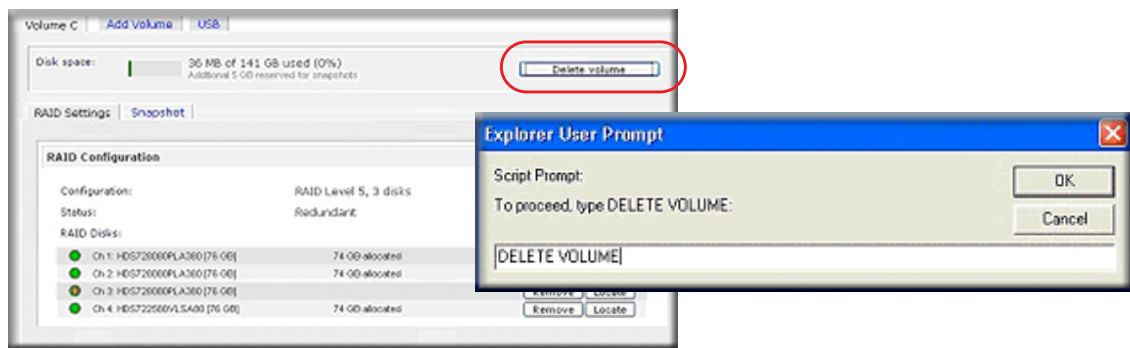 Volume C Add Volume USB
Disk space: 36 MB of 141 GB used (0%) Delete volume
Additional 5 GB reserved for snapshots
RAID Settings Snapshot
RAID Configuration
Configuration: RAID Level 5, 3 disks
Status: Redundant
RAID Disks:
Ch 1: HDS728080PLA380 [76 GB] 74 GB allocated
Ch 2: HDS728080PLA380 [76 GB] 74 GB allocated
Ch 3: HDS728080PLA380 [76 GB] Remove Locate
Ch 4: HDS722580VLSA80 [76 GB] 74 GB allocated Remove Locate
Explorer User Prompt
Script Prompt: OK
To proceed, type DELETE VOLUME: Cancel
DELETE VOLUME